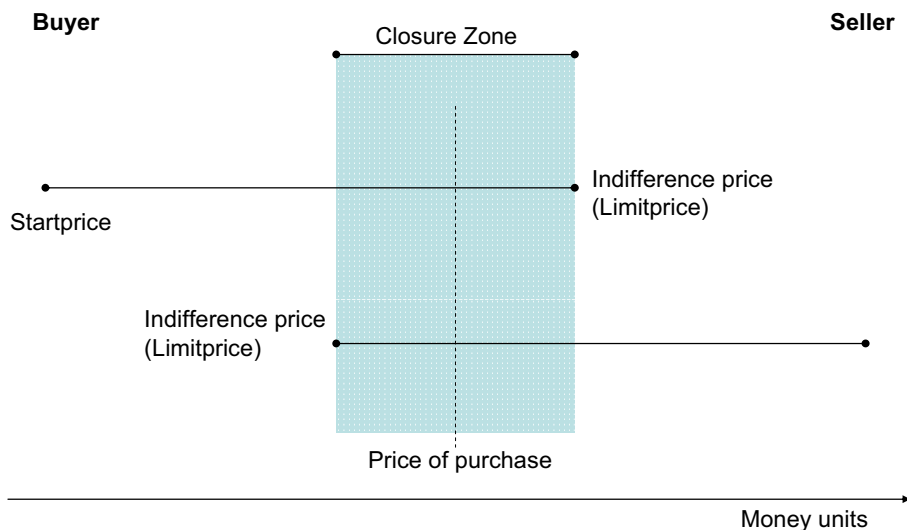 Buyer
Seller
Closure Zone
Indifference price
(Limitprice)
Startprice
Indifference price
(Limitprice)
Price of purchase
Money units